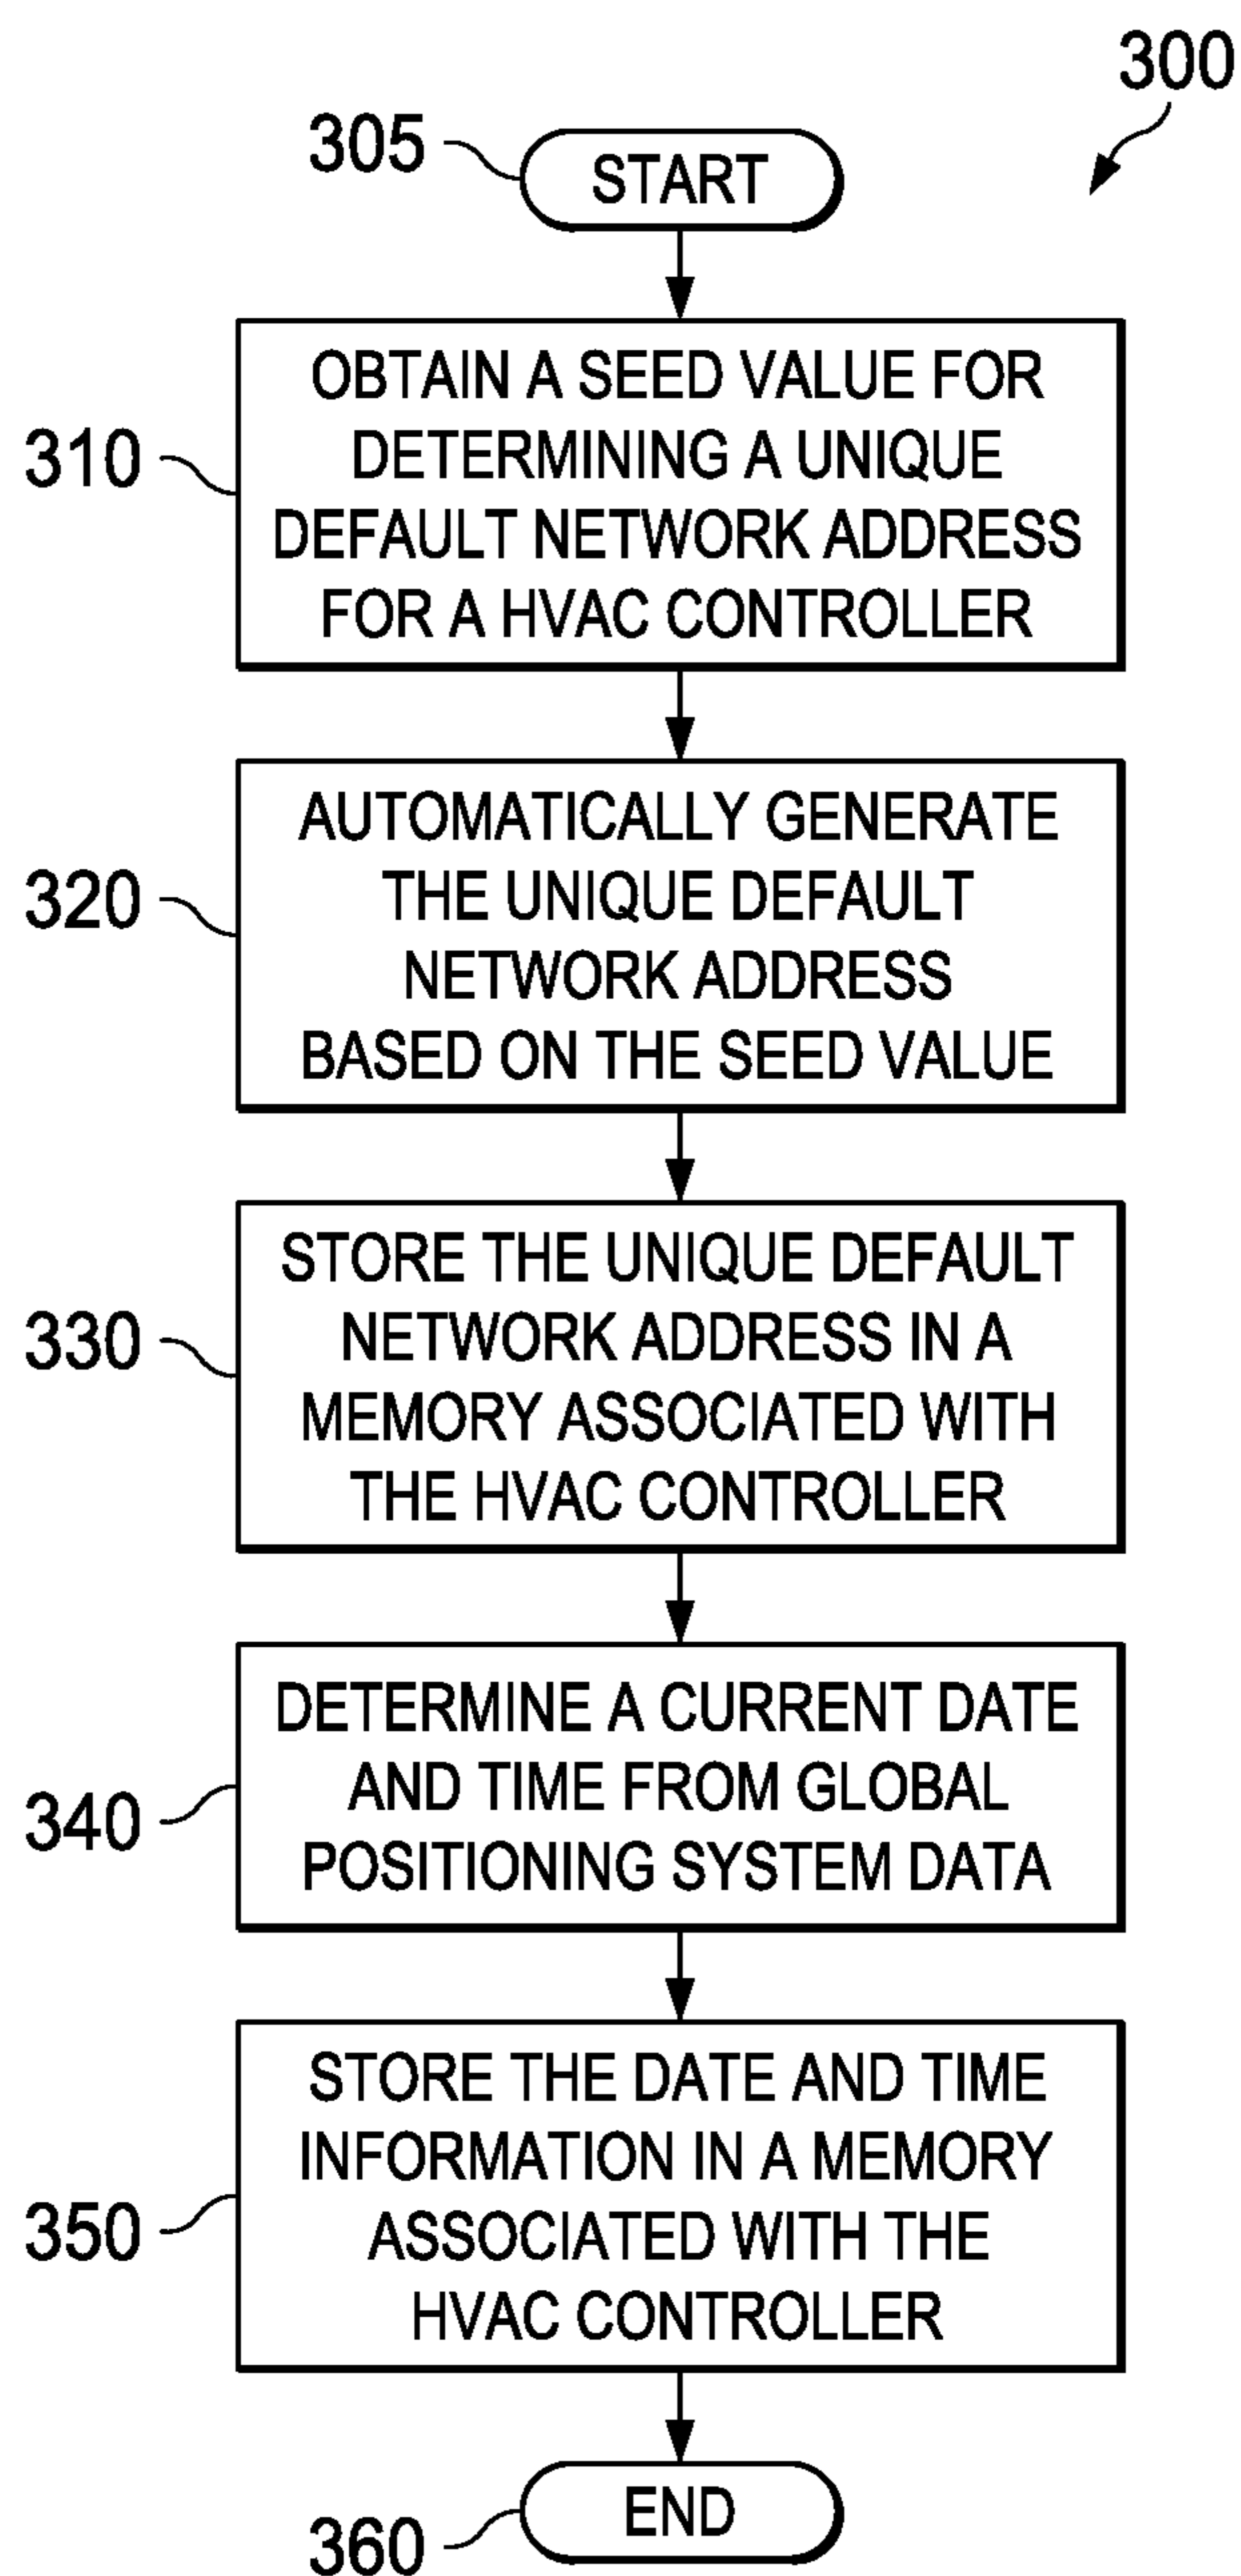 300
305
START
310
OBTAIN A SEED VALUE FOR
DETERMINING A UNIQUE
DEFAULT NETWORK ADDRESS
FOR A HVAC CONTROLLER
320
AUTOMATICALLY GENERATE
THE UNIQUE DEFAULT
NETWORK ADDRESS
BASED ON THE SEED VALUE
330
STORE THE UNIQUE DEFAULT
NETWORK ADDRESS IN A
MEMORY ASSOCIATED WITH
THE HVAC CONTROLLER
340
DETERMINE A CURRENT DATE
AND TIME FROM GLOBAL
POSITIONING SYSTEM DATA
350
STORE THE DATE AND TIME
INFORMATION IN A MEMORY
ASSOCIATED WITH THE
HVAC CONTROLLER
360
END